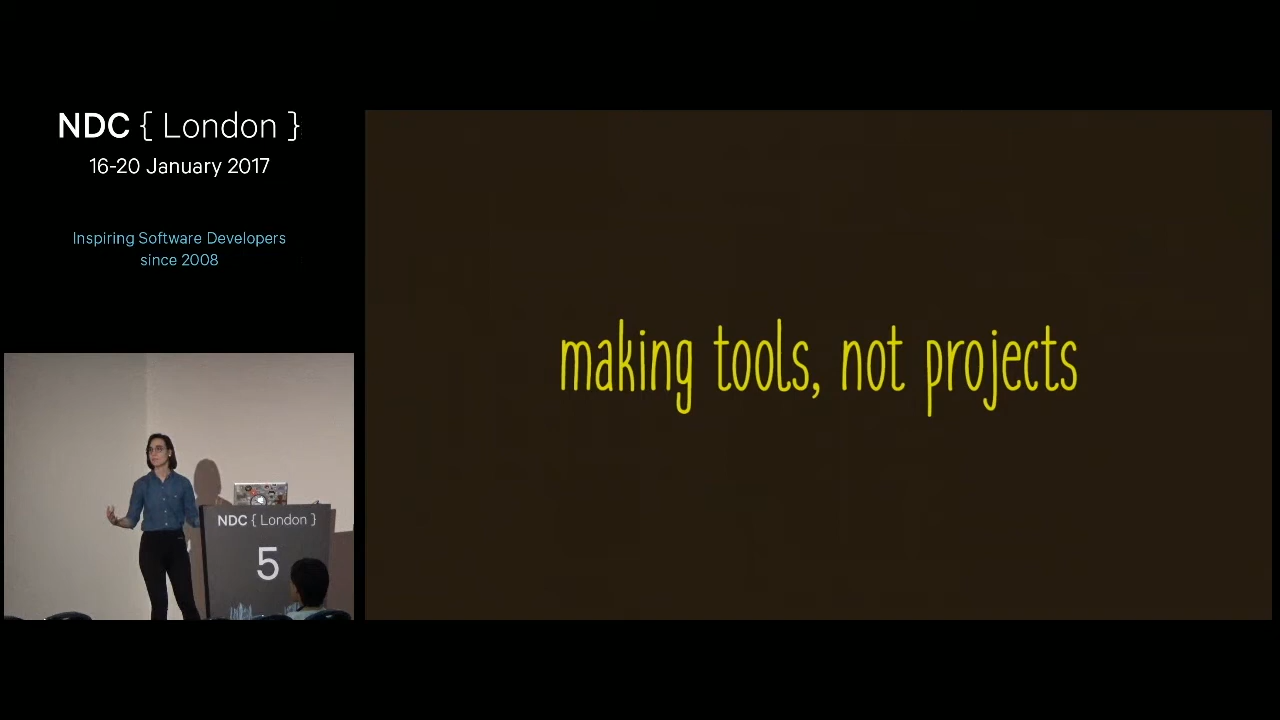 NDC { London }
16-20 January 2017
Inspiring Software Developers
since 2008
making tools, not projects
NDC { London }
5